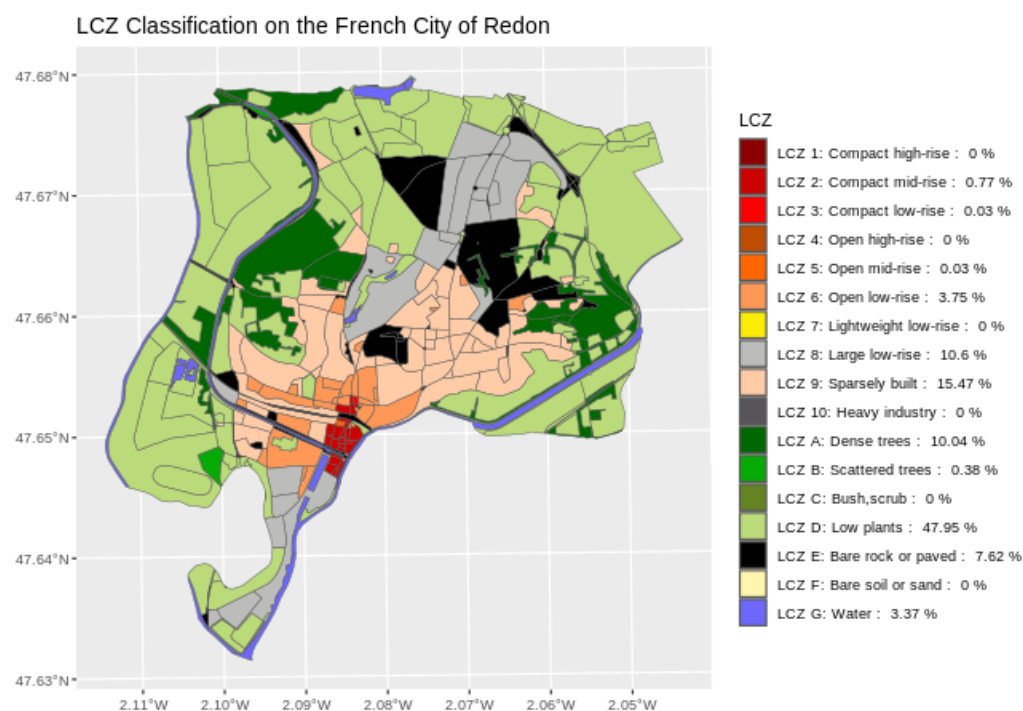 LCZ Classification on the French City of Redon
47.68°N
47.67°N
47.66°N
47.65°N
47.64°N
47.63°N
2.11°W 2.10°W 2.09°W 2.08°W 2.07°W 2.06°W 2.05°W
LCZ
LCZ 1: Compact high-rise : 0 %
LCZ 2: Compact mid-rise : 0.77 %
LCZ 3: Compact low-rise : 0.03 %
LCZ 4: Open high-rise : 0 %
LCZ 5: Open mid-rise : 0.03 %
LCZ 6: Open low-rise : 3.75 %
LCZ 7: Lightweight low-rise : 0 %
LCZ 8: Large low-rise : 10.6 %
LCZ 9: Sparsely built : 15.47 %
LCZ 10: Heavy industry : 0 %
LCZ A: Dense trees : 10.04 %
LCZ B: Scattered trees : 0.38 %
LCZ C: Bush,scrub : 0 %
LCZ D: Low plants : 47.95 %
LCZ E: Bare rock or paved : 7.62 %
LCZ F: Bare soil or sand : 0 %
LCZ G: Water : 3.37 %